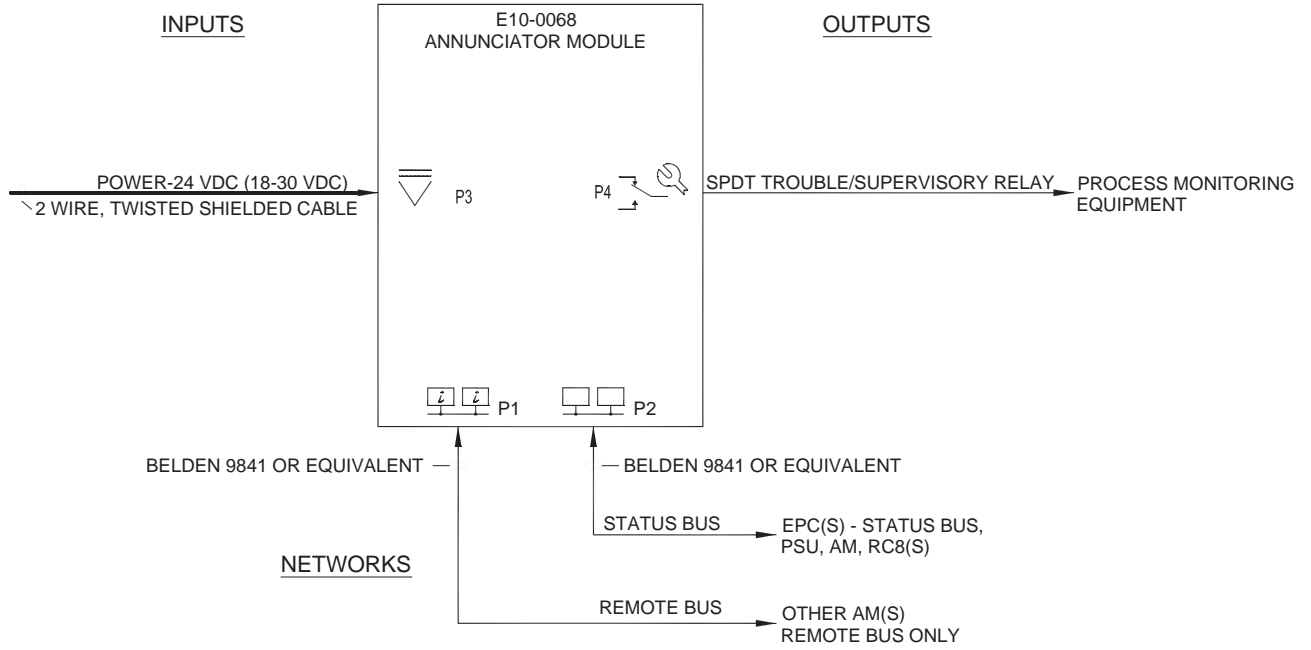 INPUTS
E10-0068
ANNUNCIATOR MODULE
OUTPUTS
POWER-24 VDC (18-30 VDC)
2 WIRE, TWISTED SHIELDED CABLE
P3
P4
SPDT TROUBLE/SUPERVISORY RELAY
PROCESS MONITORING
EQUIPMENT
i i P1
P2
BELDEN 9841 OR EQUIVALENT
BELDEN 9841 OR EQUIVALENT
STATUS BUS
EPC(S) - STATUS BUS,
PSU, AM, RC8(S)
NETWORKS
REMOTE BUS
OTHER AM(S)
REMOTE BUS ONLY